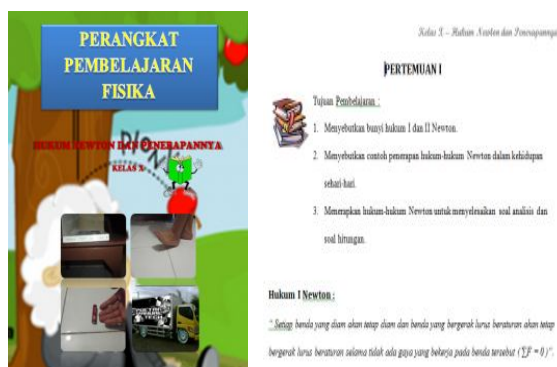 PERANGKAT
PEMBELAJARAN
FISIKA
HUKUM NEWTON DAN PENERAPANNYA
KELAS X
Kelas X – Hukum Newton dan Penerapannya
PERTEMUAN I
Tujuan Pembelajaran :
1. Menyebutkan bunyi hukum I dan II Newton.
2. Menyebutkan contoh penerapan hukum-hukum Newton dalam kehidupan
sehari-hari.
3. Menerapkan hukum-hukum Newton untuk menyelesaikan soal analisis dan
soal hitungan.
Hukum I Newton :
“ Setiap benda yang diam akan tetap diam dan benda yang bergerak lurus beraturan akan tetap
bergerak lurus beraturan selama tidak ada gaya yang bekerja pada benda tersebut ( ∑F = 0 )”.